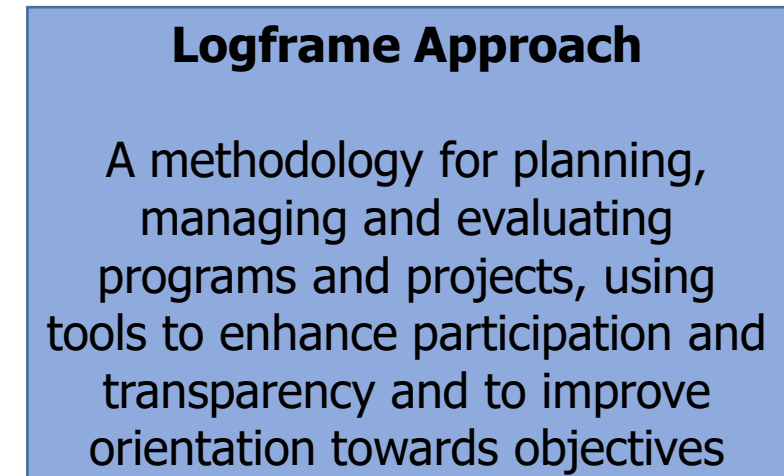 Logframe Approach
A methodology for planning,
managing and evaluating
programs and projects, using
tools to enhance participation and
transparency and to improve
orientation towards objectives